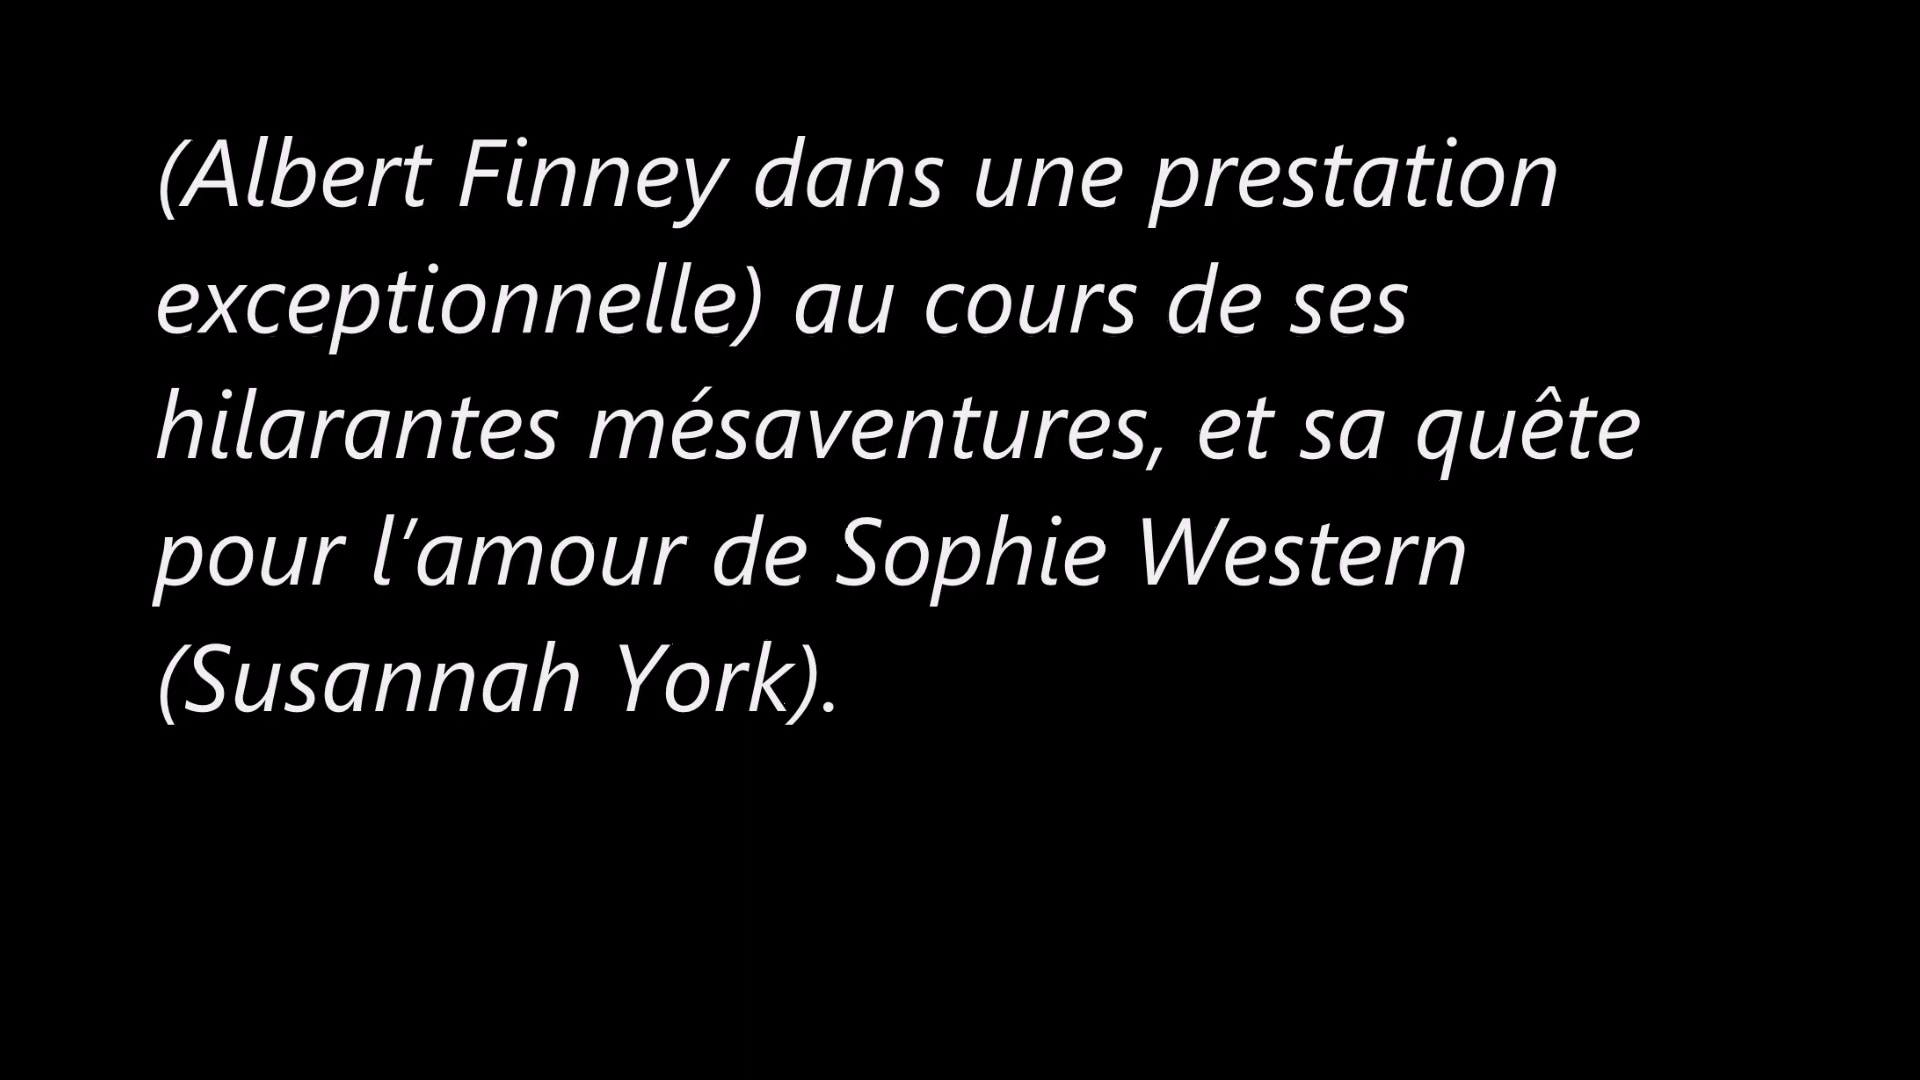 (Albert Finney dans une prestation
exceptionnelle) au cours de ses
hilarantes mésaventures, et sa quête
pour l’amour de Sophie Western
(Susannah York).